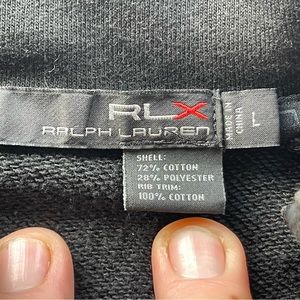 RLX
RALPH LAUREN
MADE IN
CHINA
L
SHELL:
72% COTTON
28% POLYESTER
RIB TRIM:
100% COTTON